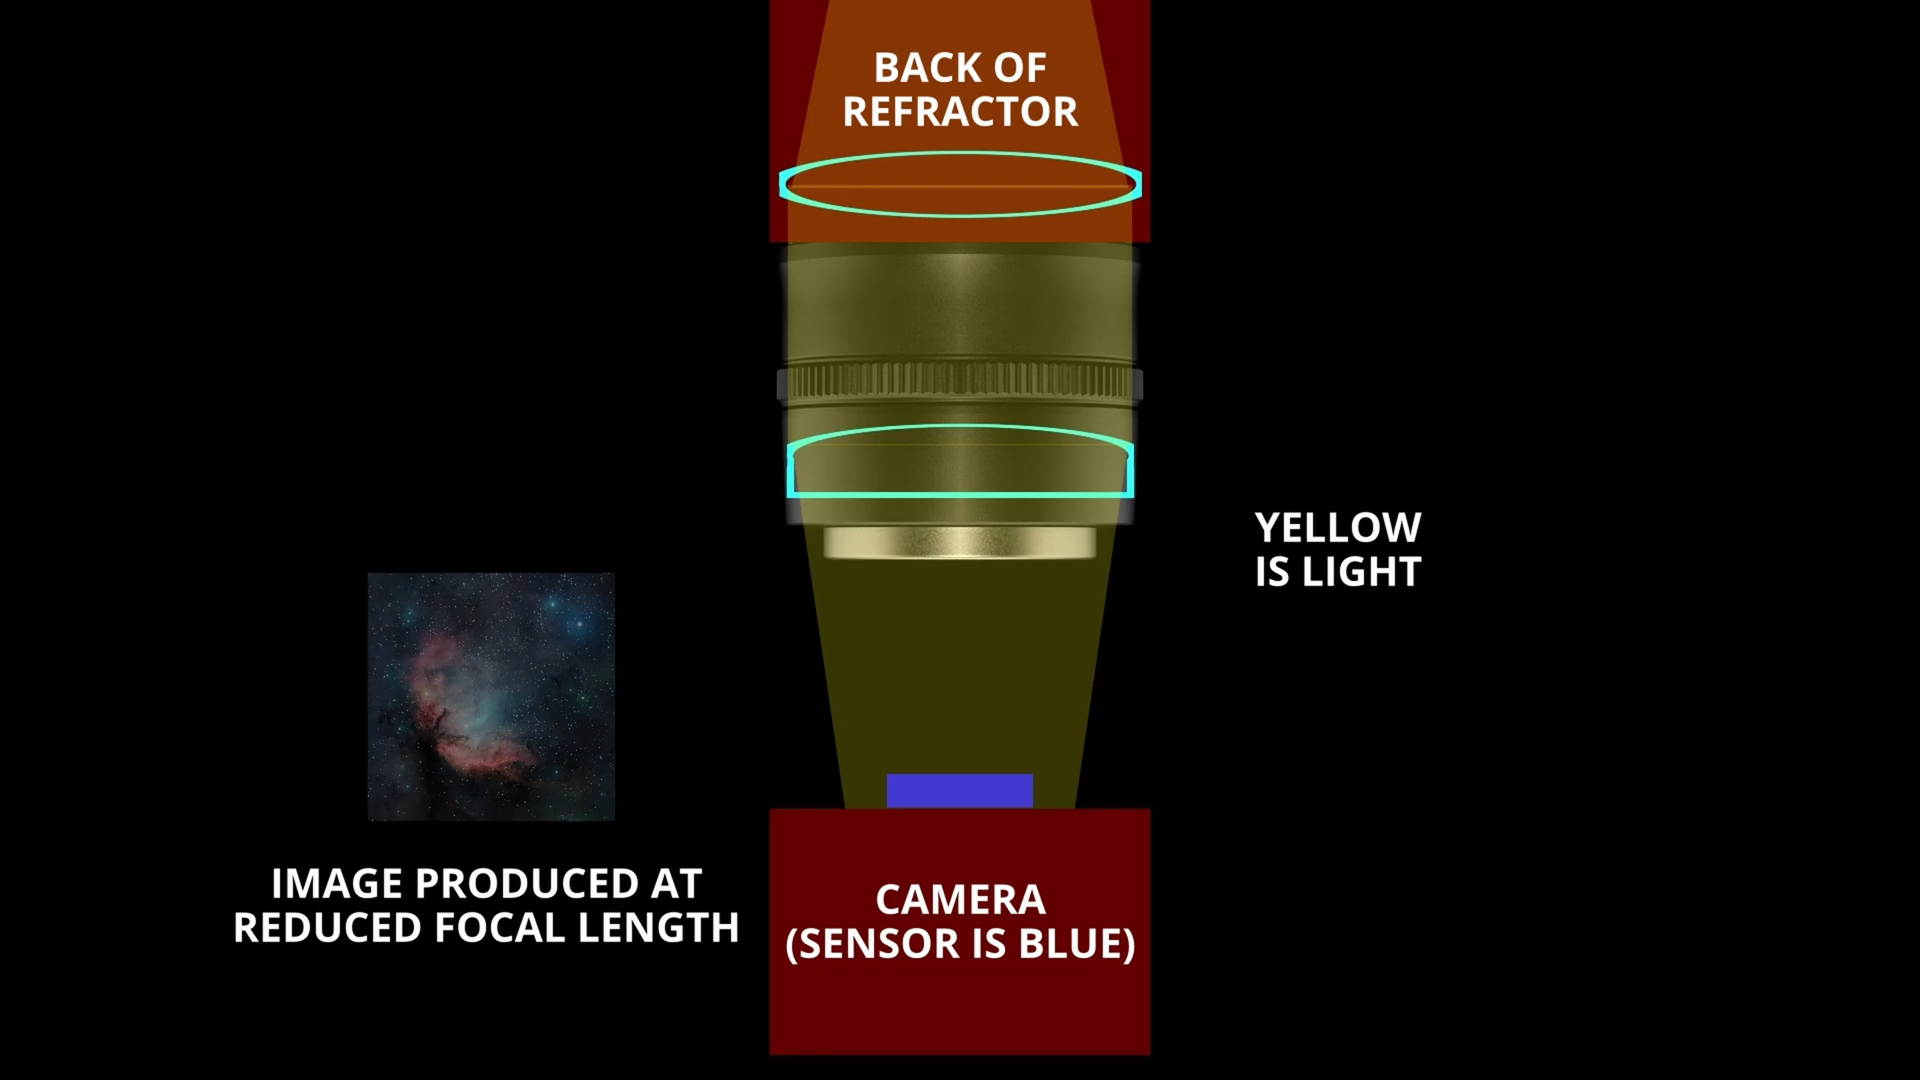 BACK OF
REFRACTOR
YELLOW
IS LIGHT
IMAGE PRODUCED AT
REDUCED FOCAL LENGTH
CAMERA
(SENSOR IS BLUE)